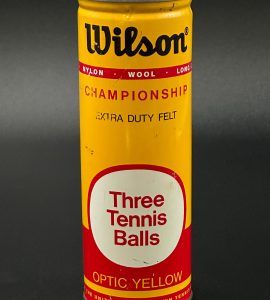 Wilson®
NYLON · WOOL · LONG
CHAMPIONSHIP
EXTRA DUTY FELT
Three
Tennis
Balls
OPTIC YELLOW